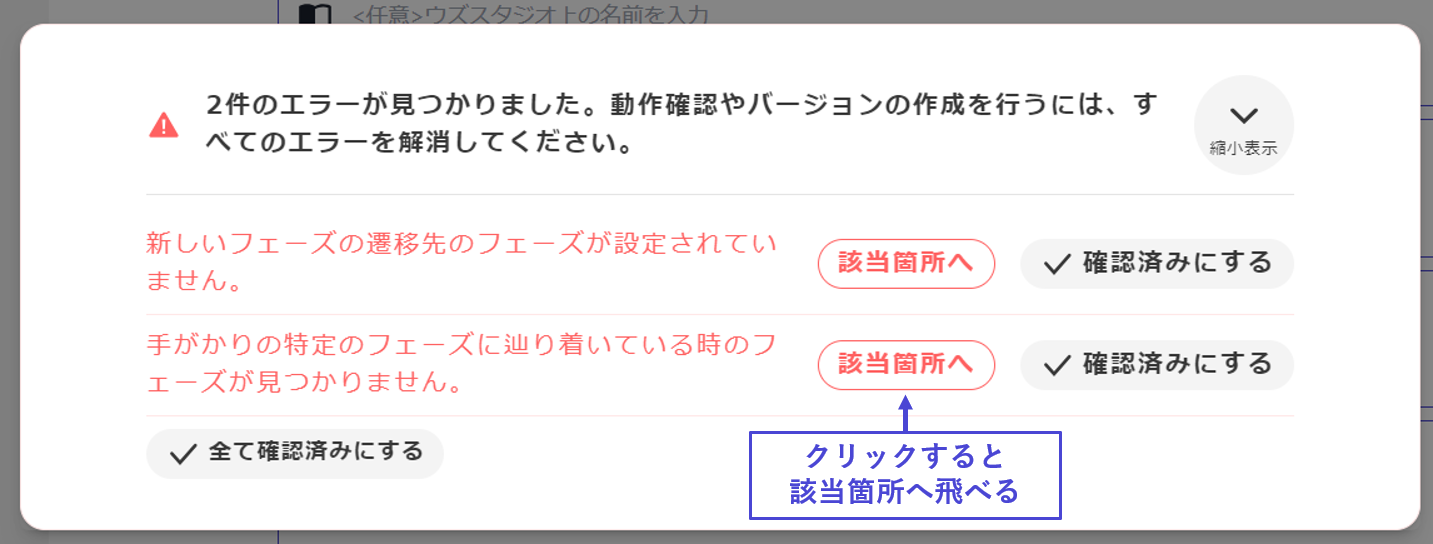 <任意>ウズスタジオ上の名前を入力
2件のエラーが見つかりました。動作確認やバージョンの作成を行うには、す
べてのエラーを解消してください。
縮小表示
新しいフェーズの遷移先のフェーズが設定されてい
ません。
該当箇所へ
確認済みにする
手がかりの特定のフェーズに辿り着いている時のフ
ェーズが見つかりません。
該当箇所へ
確認済みにする
全て確認済みにする
クリックすると
該当箇所へ飛べる